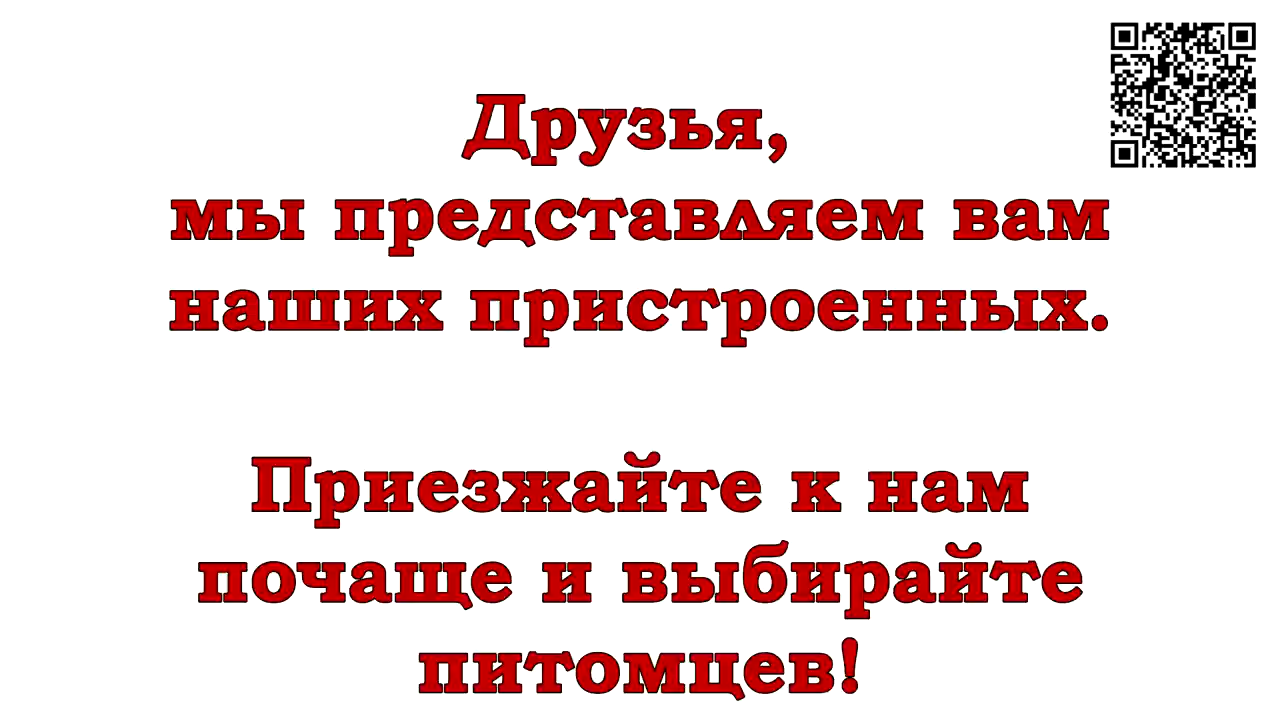 Друзья,
мы представляем вам
наших пристроенных.
Приезжайте к нам
почаще и выбирайте
питомцев!